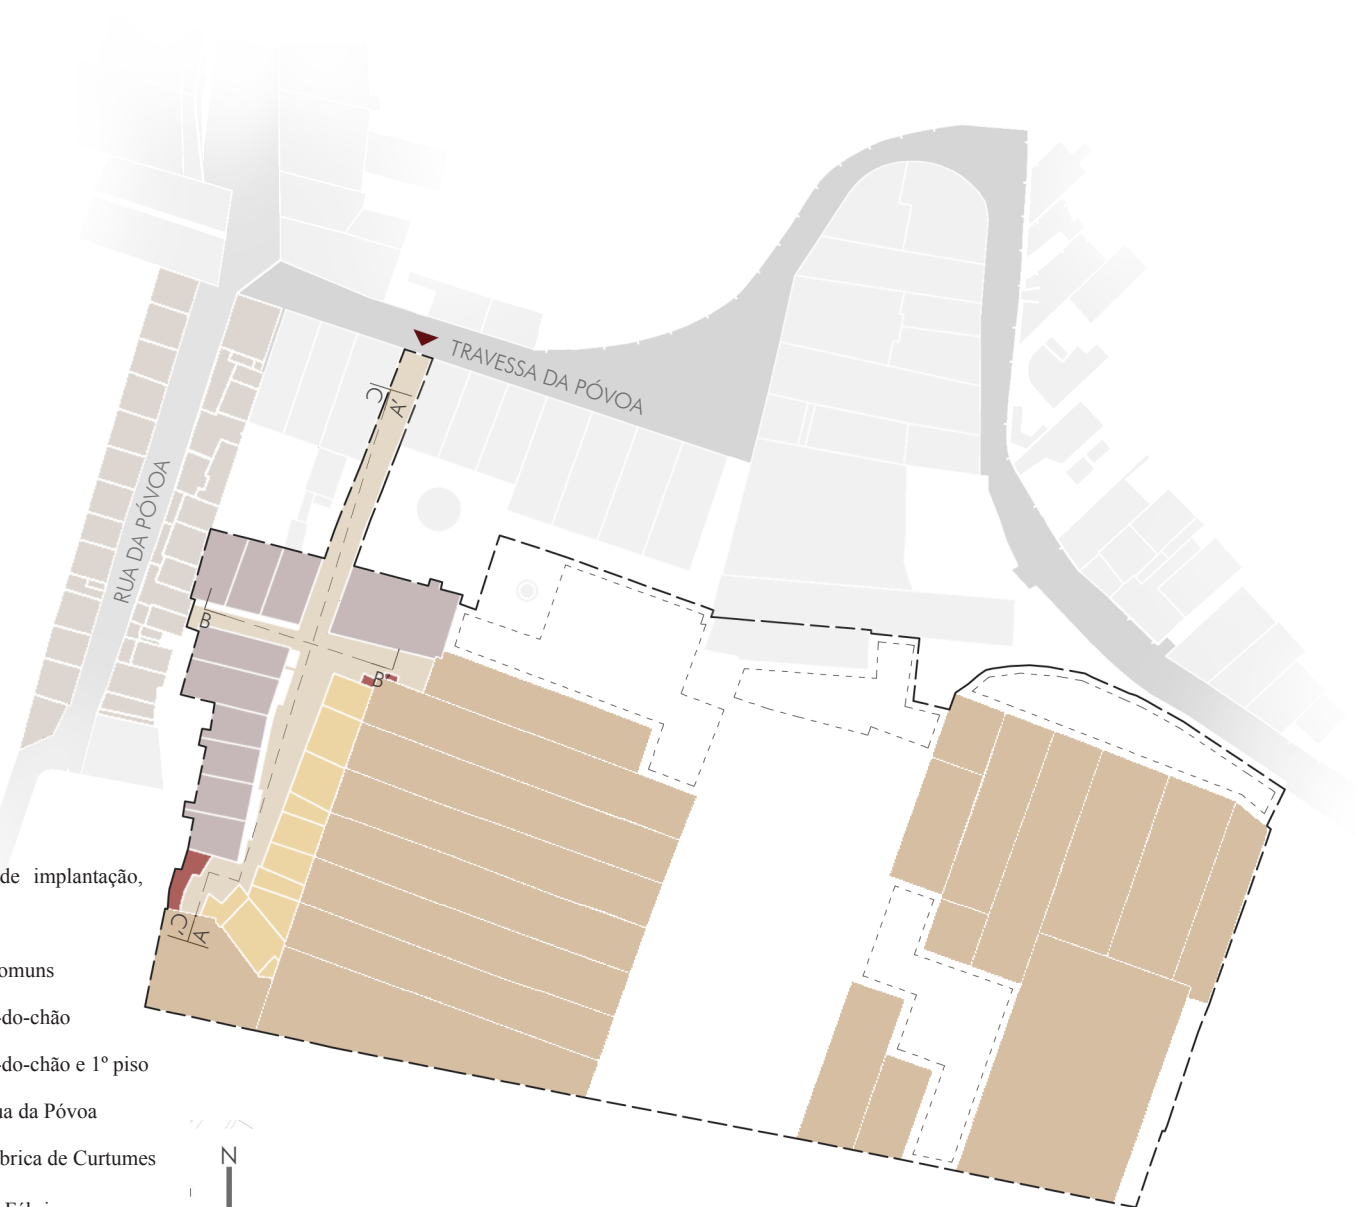 TRAVESSA DA PÓVOA
C
A'
RUA DA PÓVOA
B
B'
de implantação,
C'
A
omuns
-do-chão
-do-chão e 1º piso
ua da Póvoa
brica de Curtumes
N